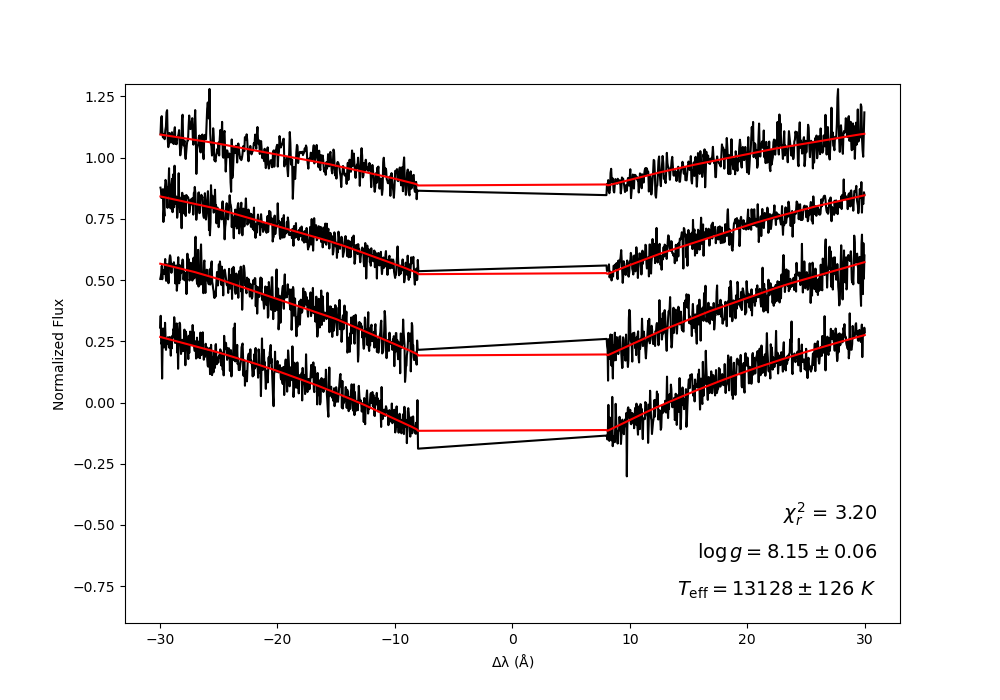 1.25
1.00
0.75
0.50
0.25
0.00
−0.25
−0.50
−0.75
Normalized Flux
χ²ᵣ = 3.20
log g = 8.15 ± 0.06
T_eff = 13128 ± 126 K
−30 −20 −10 0 10 20 30
Δλ (Å)